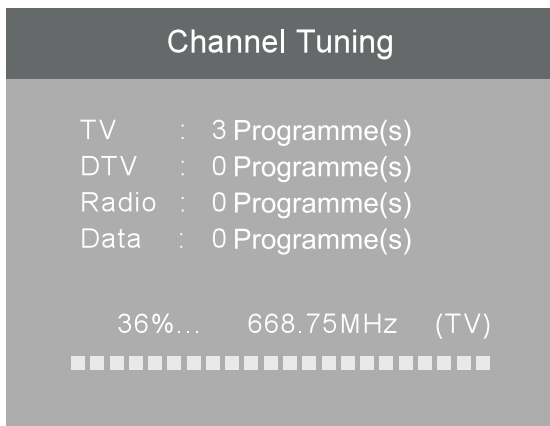 Channel Tuning
TV : 3 Programme(s)
DTV : 0 Programme(s)
Radio : 0 Programme(s)
Data : 0 Programme(s)
36%... 668.75MHz (TV)